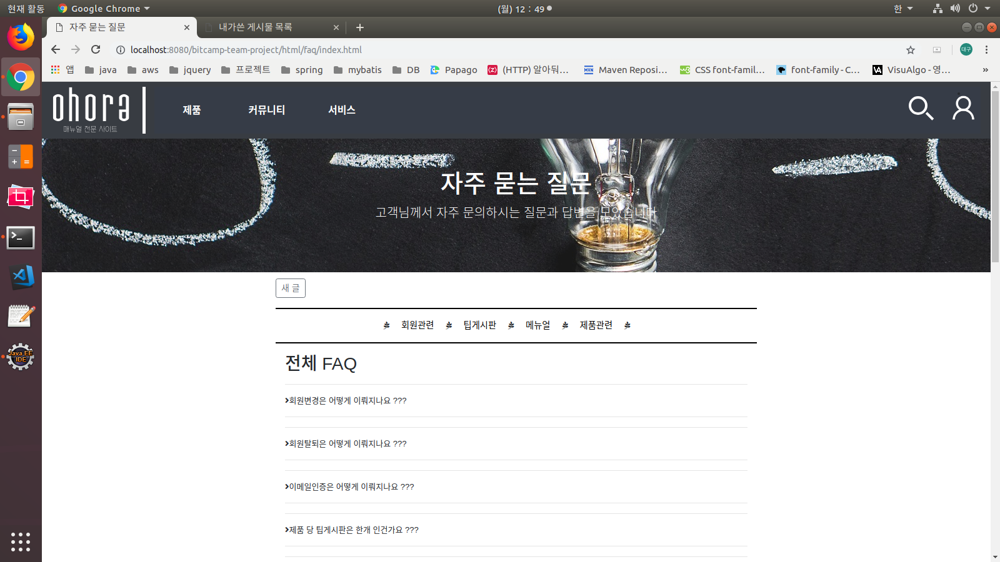 현재 활동 Google Chrome (월) 12 : 49 한
자주 묻는 질문 내가쓴 게시물 목록
localhost:8080/bitcamp-team-project/html/faq/index.html 대구
앱 java aws jquery 프로젝트 spring mybatis DB Papago (HTTP) 알아둬… Maven Reposi… CSS font-famil… font-family - C… VisuAlgo - 영… »
ohora 제품 커뮤니티 서비스
매뉴얼 전문 사이트
자주 묻는 질문
고객님께서 자주 문의하시는 질문과 답변을 모았습니다
새 글
회원관련 팁게시판 메뉴얼 제품관련
전체 FAQ
회원변경은 어떻게 이뤄지나요 ???
회원탈퇴은 어떻게 이뤄지나요 ???
이메일인증은 어떻게 이뤄지나요 ???
제품 당 팁게시판은 한개 인건가요 ???
Java EE
IDE